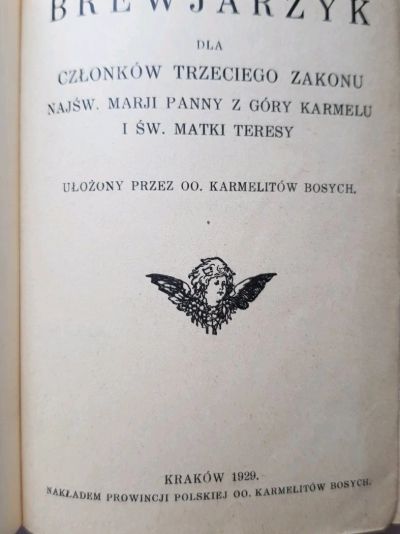 BREWJARZYK
DLA
CZŁONKÓW TRZECIEGO ZAKONU
NAJŚW. MARJI PANNY Z GÓRY KARMELU
I ŚW. MATKI TERESY
UŁOŻONY PRZEZ OO. KARMELITÓW BOSYCH.
KRAKÓW 1929.
NAKŁADEM PROWINCJI POLSKIEJ OO. KARMELITÓW BOSYCH.